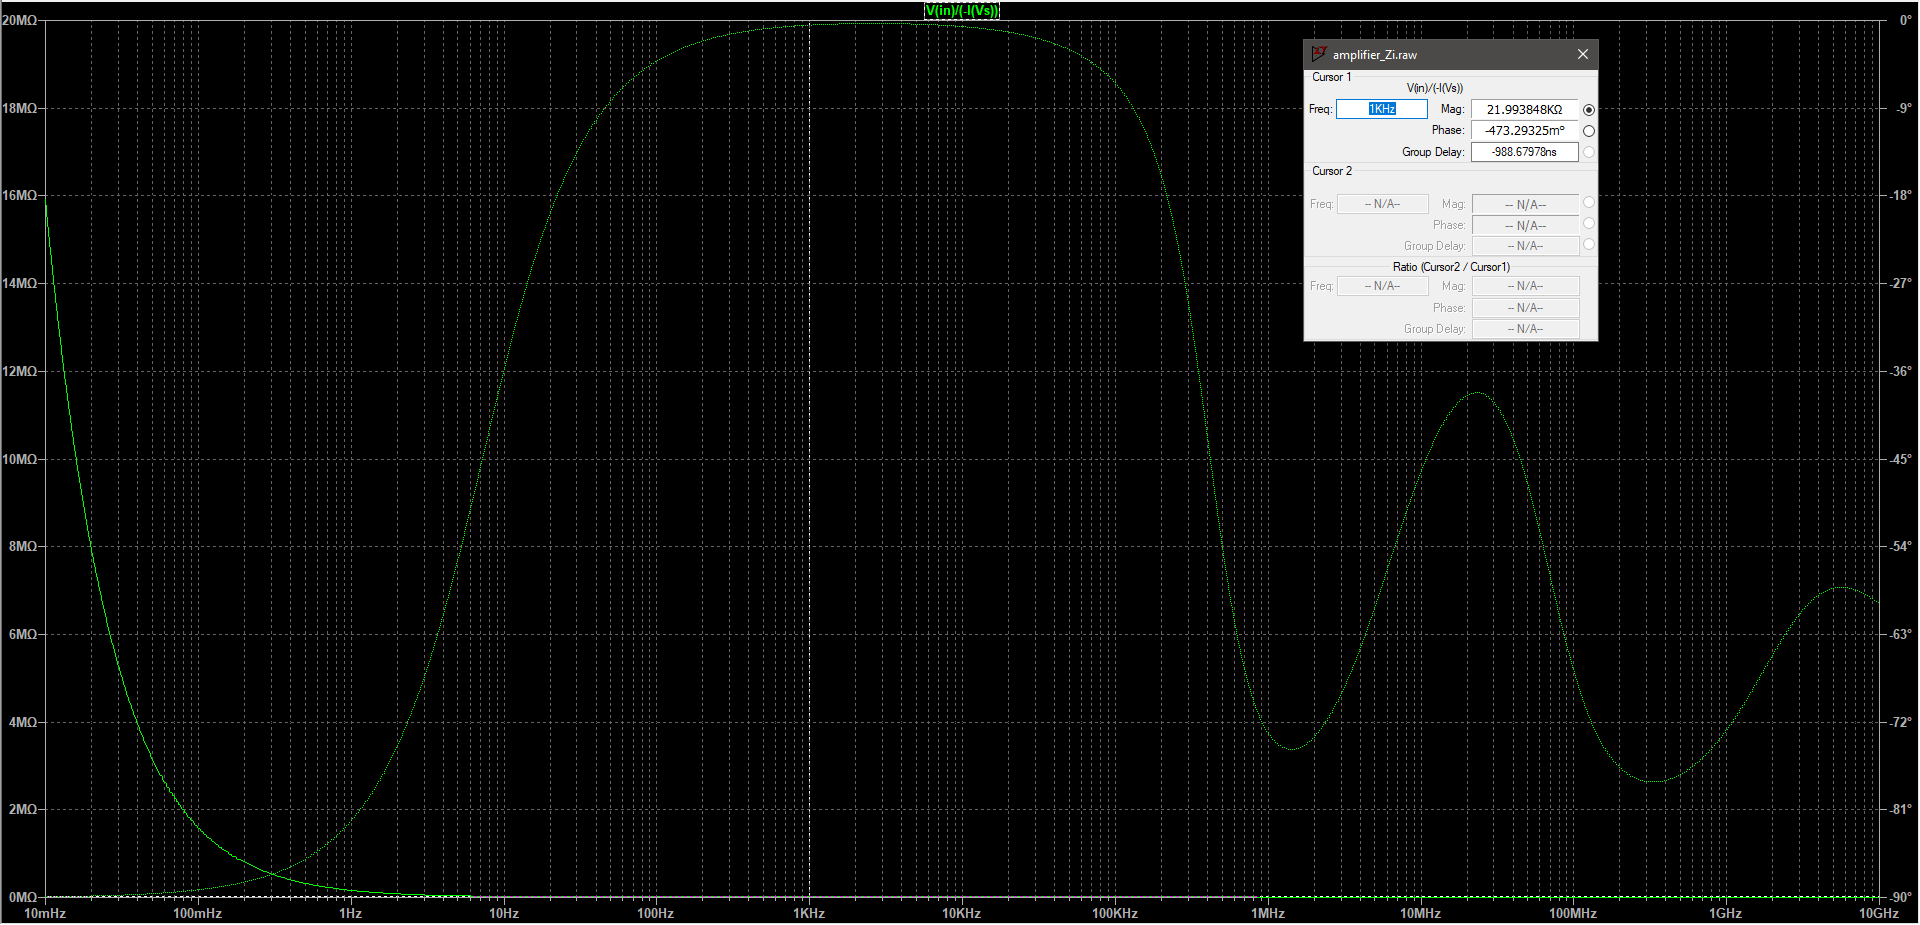 V(in)/(-I(Vs))
20MΩ
18MΩ
16MΩ
14MΩ
12MΩ
10MΩ
8MΩ
6MΩ
4MΩ
2MΩ
0MΩ
0°
-9°
-18°
-27°
-36°
-45°
-54°
-63°
-72°
-81°
-90°
10mHz 100mHz 1Hz 10Hz 100Hz 1KHz 10KHz 100KHz 1MHz 10MHz 100MHz 1GHz 10GHz
amplifier_Zi.raw
Cursor 1
V(in)/(-I(Vs))
Freq: 1KHz Mag: 21.993848KΩ
Phase: -473.29325m°
Group Delay: -988.67978ns
Cursor 2
Freq: -- N/A-- Mag: -- N/A--
Phase: -- N/A--
Group Delay: -- N/A--
Ratio (Cursor2 / Cursor1)
Freq: -- N/A-- Mag: -- N/A--
Phase: -- N/A--
Group Delay: -- N/A--